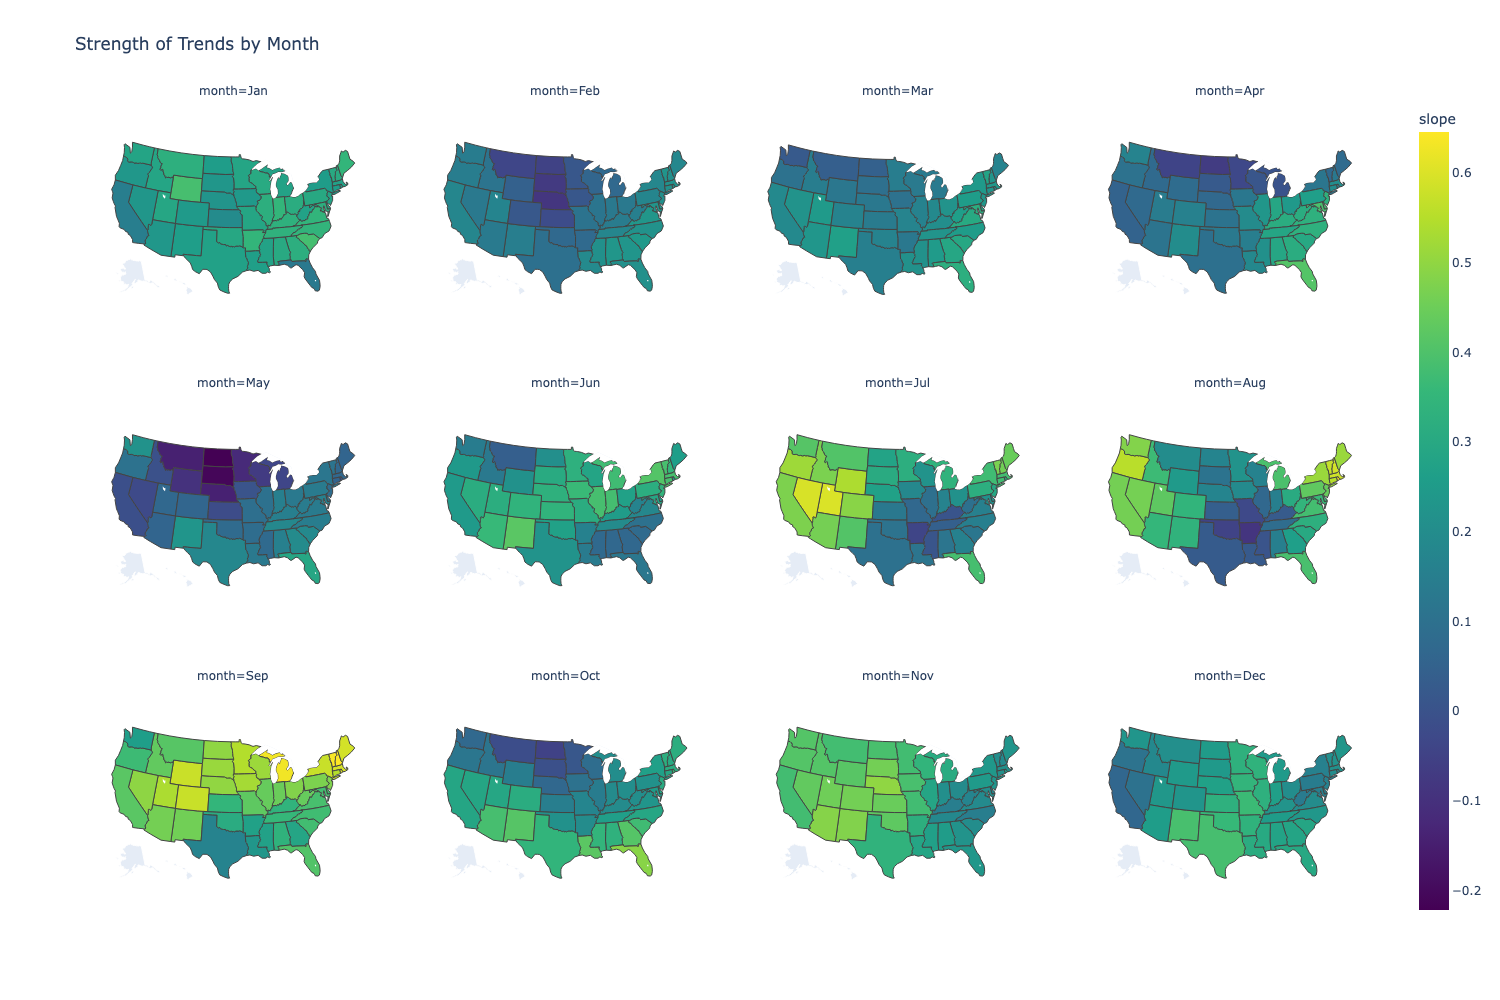 Strength of Trends by Month
month=Jan
month=Feb
month=Mar
month=Apr
slope
0.6
0.5
0.4
0.3
0.2
0.1
0
−0.1
−0.2
month=May
month=Jun
month=Jul
month=Aug
month=Sep
month=Oct
month=Nov
month=Dec